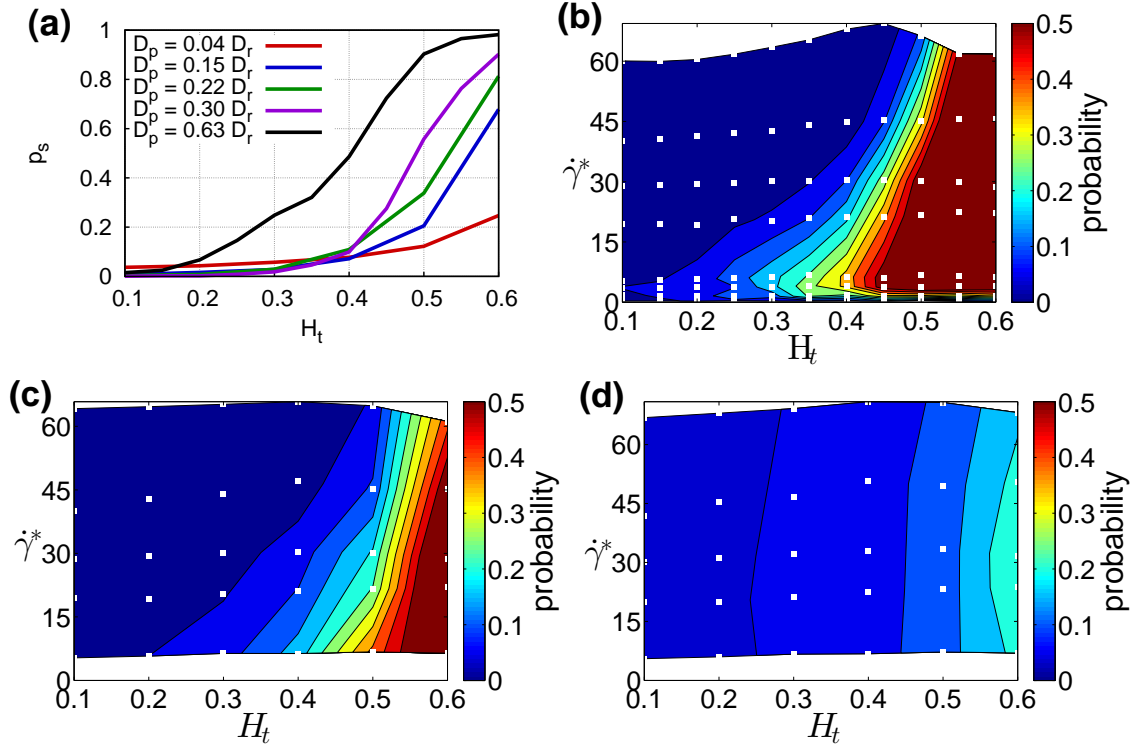 (a)
D_p = 0.04 D_r
D_p = 0.15 D_r
D_p = 0.22 D_r
D_p = 0.30 D_r
D_p = 0.63 D_r
1
0.8
0.6
0.4
0.2
0
p_s
0.1 0.2 0.3 0.4 0.5 0.6
H_t
(b)
60
45
30
15
0
γ̇*
0.1 0.2 0.3 0.4 0.5 0.6
H_t
0.5
0.4
0.3
0.2
0.1
0
probability
(c)
60
45
30
15
0
γ̇*
0.1 0.2 0.3 0.4 0.5 0.6
H_t
0.5
0.4
0.3
0.2
0.1
0
probability
(d)
60
45
30
15
0
γ̇*
0.1 0.2 0.3 0.4 0.5 0.6
H_t
0.5
0.4
0.3
0.2
0.1
0
probability